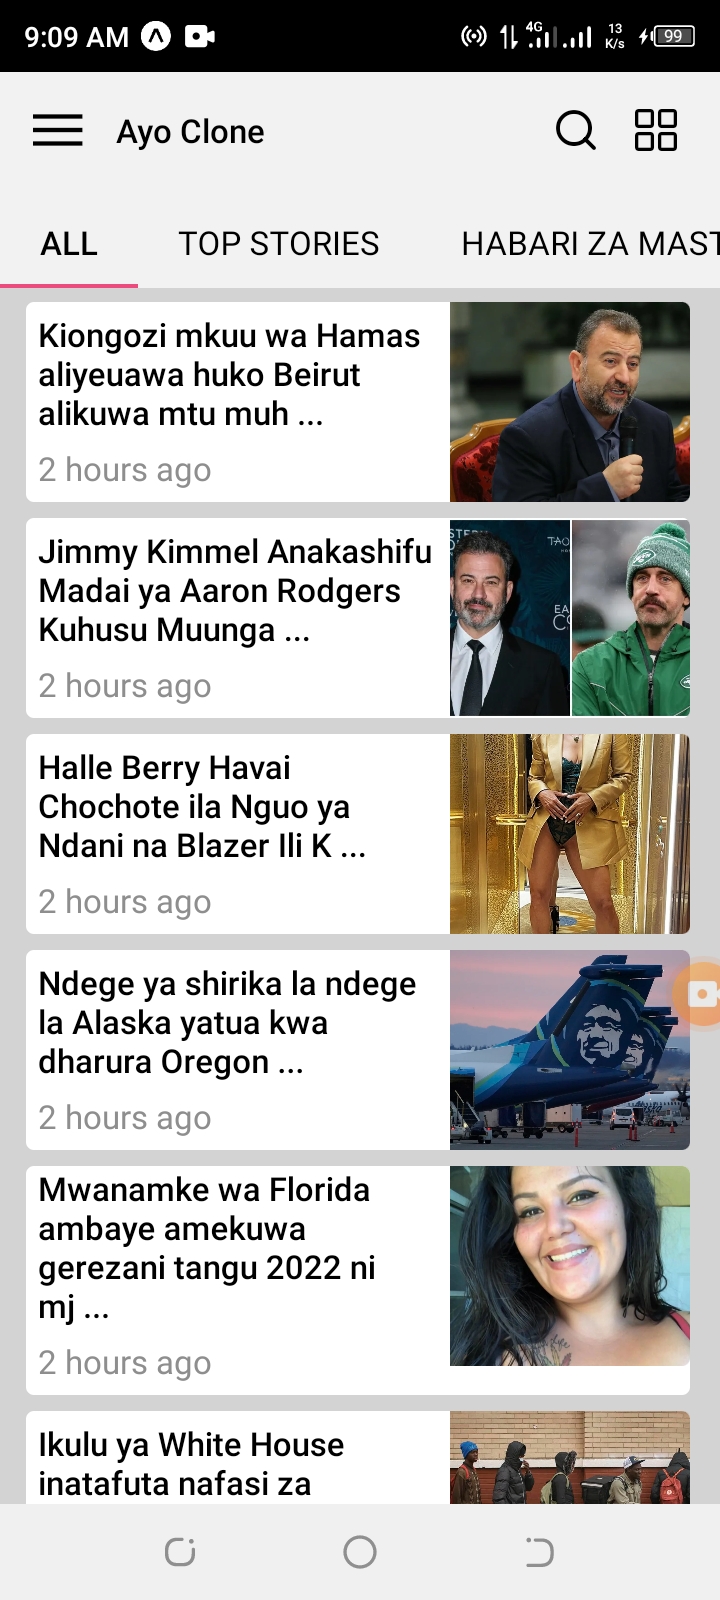 9:09 AM 4G 13 K/s 99
Ayo Clone
ALL TOP STORIES HABARI ZA MAST
Kiongozi mkuu wa Hamas
aliyeuawa huko Beirut
alikuwa mtu muh ...
2 hours ago
Jimmy Kimmel Anakashifu
Madai ya Aaron Rodgers
Kuhusu Muunga ...
2 hours ago
Halle Berry Havai
Chochote ila Nguo ya
Ndani na Blazer Ili K ...
2 hours ago
Ndege ya shirika la ndege
la Alaska yatua kwa
dharura Oregon ...
2 hours ago
Mwanamke wa Florida
ambaye amekuwa
gerezani tangu 2022 ni
mj ...
2 hours ago
Ikulu ya White House
inatafuta nafasi za